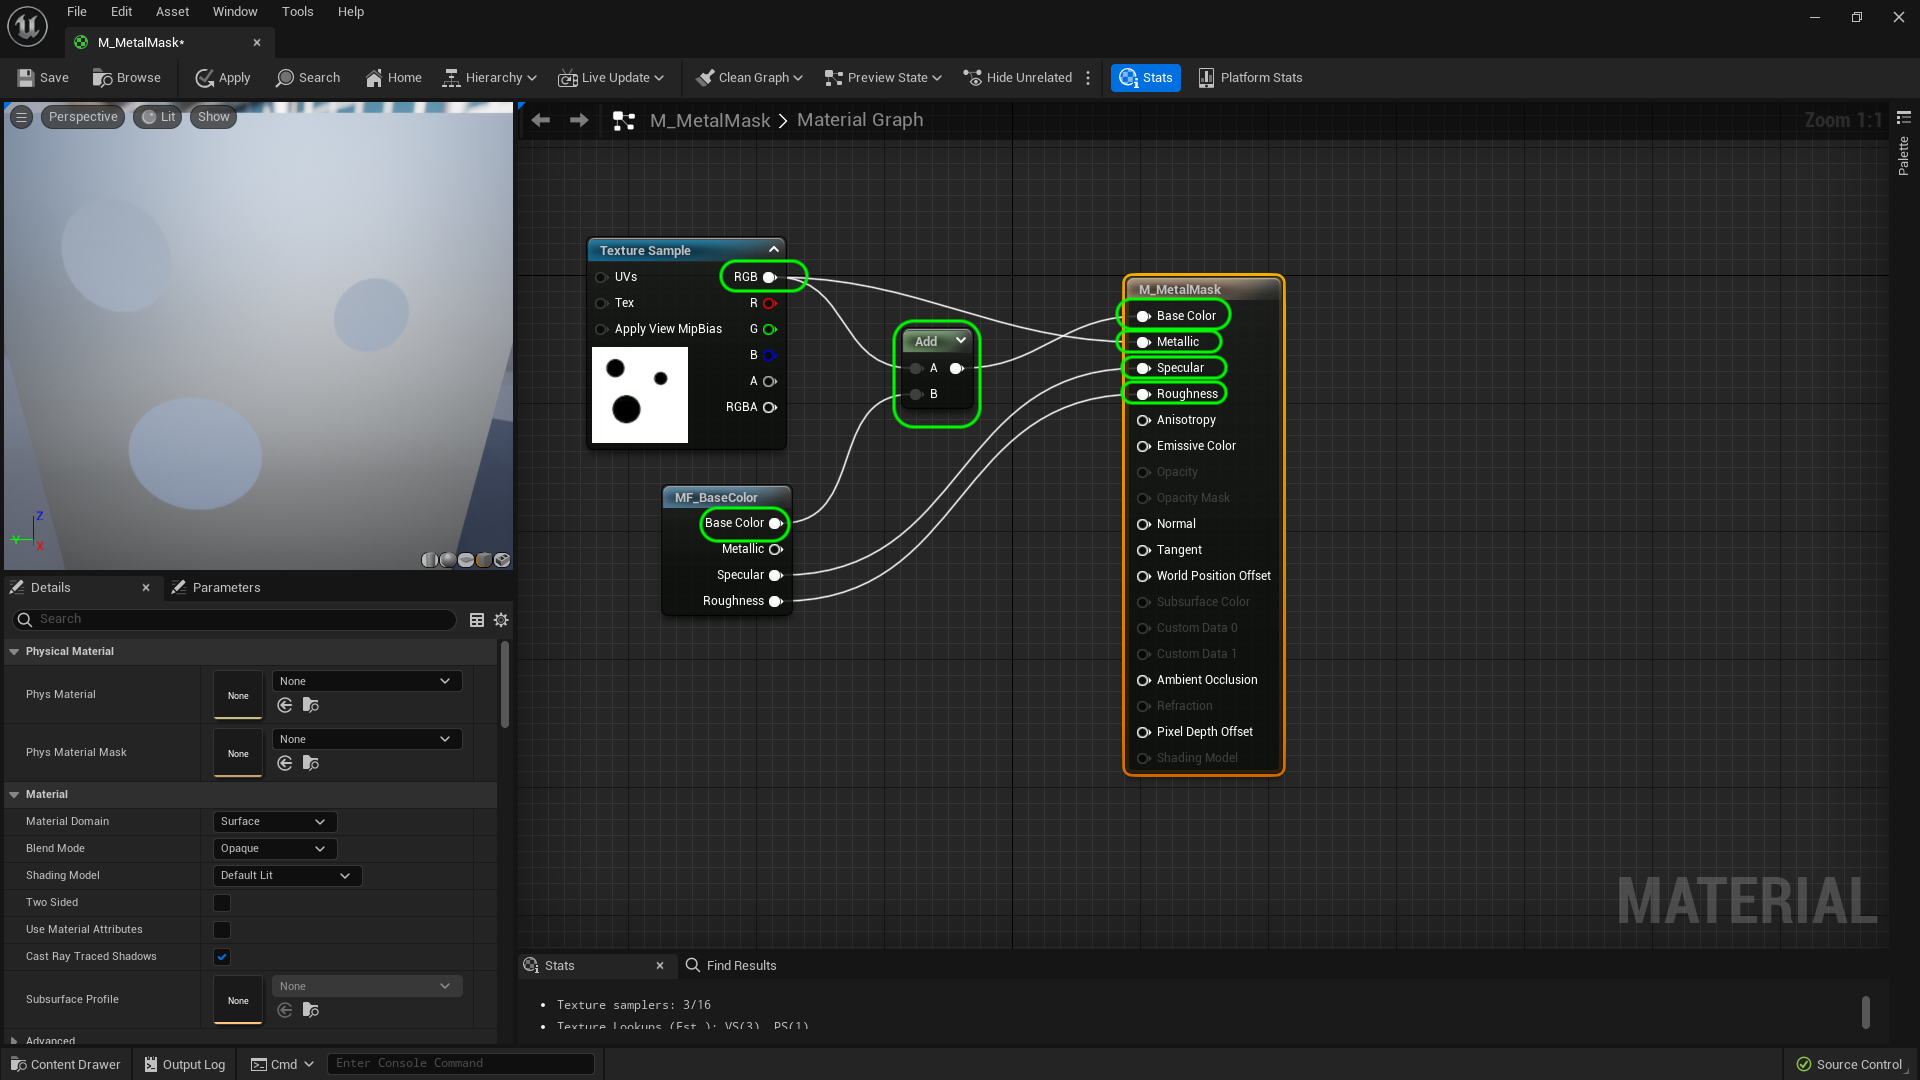 File Edit Asset Window Tools Help
M_MetalMask*
Save Browse Apply Search Home Hierarchy Live Update Clean Graph Preview State Hide Unrelated Stats Platform Stats
Perspective Lit Show
M_MetalMask > Material Graph
Zoom 1:1
Palette
Texture Sample
UVs RGB
Tex R
Apply View MipBias G
B
A
RGBA
Add
A
B
MF_BaseColor
Base Color
Metallic
Specular
Roughness
M_MetalMask
Base Color
Metallic
Specular
Roughness
Anisotropy
Emissive Color
Opacity
Opacity Mask
Normal
Tangent
World Position Offset
Subsurface Color
Custom Data 0
Custom Data 1
Ambient Occlusion
Refraction
Pixel Depth Offset
Shading Model
MATERIAL
Z
Y
X
Details Parameters
Search
Physical Material
Phys Material None None
Phys Material Mask None None
Material
Material Domain Surface
Blend Mode Opaque
Shading Model Default Lit
Two Sided
Use Material Attributes
Cast Ray Traced Shadows
Subsurface Profile None None
Advanced
Stats Find Results
• Texture samplers: 3/16
• Texture Lookups (Est.): VS(3), PS(1)
Content Drawer Output Log Cmd Enter Console Command Source Control